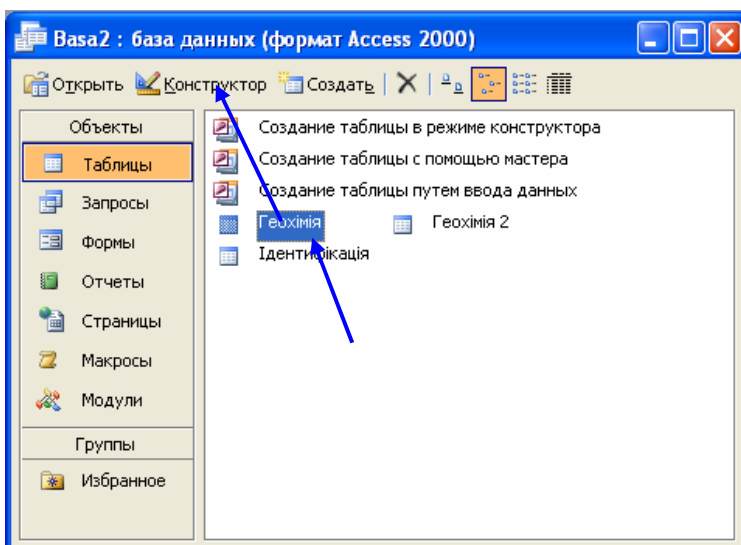 Basa2 : база данных (формат Access 2000)
Открыть Конструктор Создать
Объекты
Таблицы
Запросы
Формы
Отчеты
Страницы
Макросы
Модули
Группы
Избранное
Создание таблицы в режиме конструктора
Создание таблицы с помощью мастера
Создание таблицы путем ввода данных
Геохімія Геохімія 2
Ідентифікація